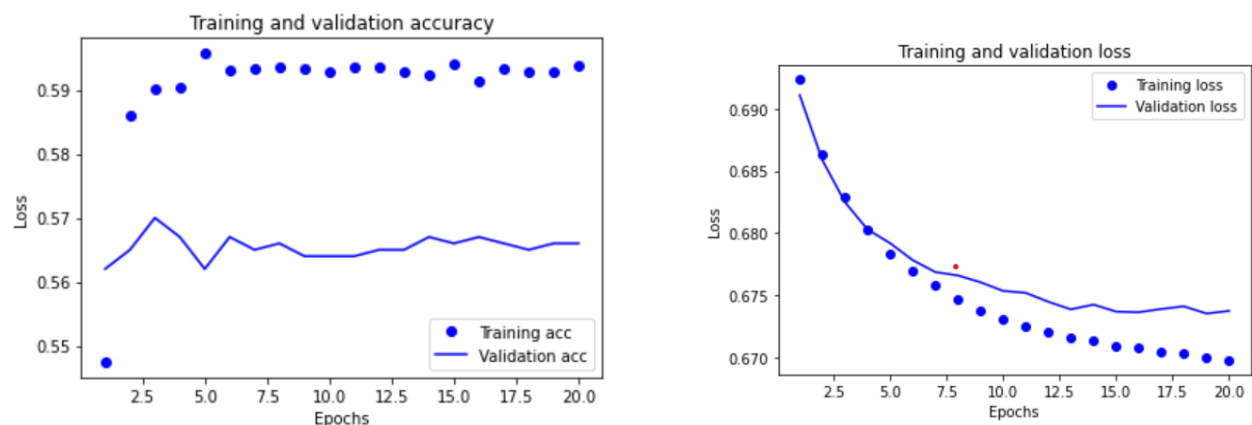 Training and validation accuracy
0.59
0.58
0.57
0.56
0.55
Loss
Training acc
Validation acc
2.5 5.0 7.5 10.0 12.5 15.0 17.5 20.0
Epochs
Training and validation loss
0.690
0.685
0.680
0.675
0.670
Loss
Training loss
Validation loss
2.5 5.0 7.5 10.0 12.5 15.0 17.5 20.0
Epochs